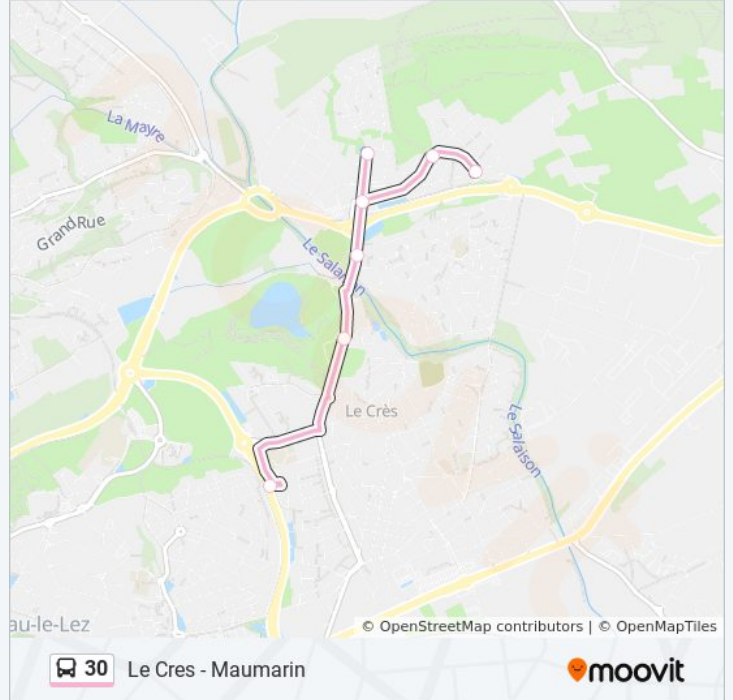 La Mayre
Grand Rue
Le Salaison
Le Crès
Le Salaison
au-le-Lez
© OpenStreetMap contributors | © OpenMapTiles
30 Le Cres - Maumarin
moovit